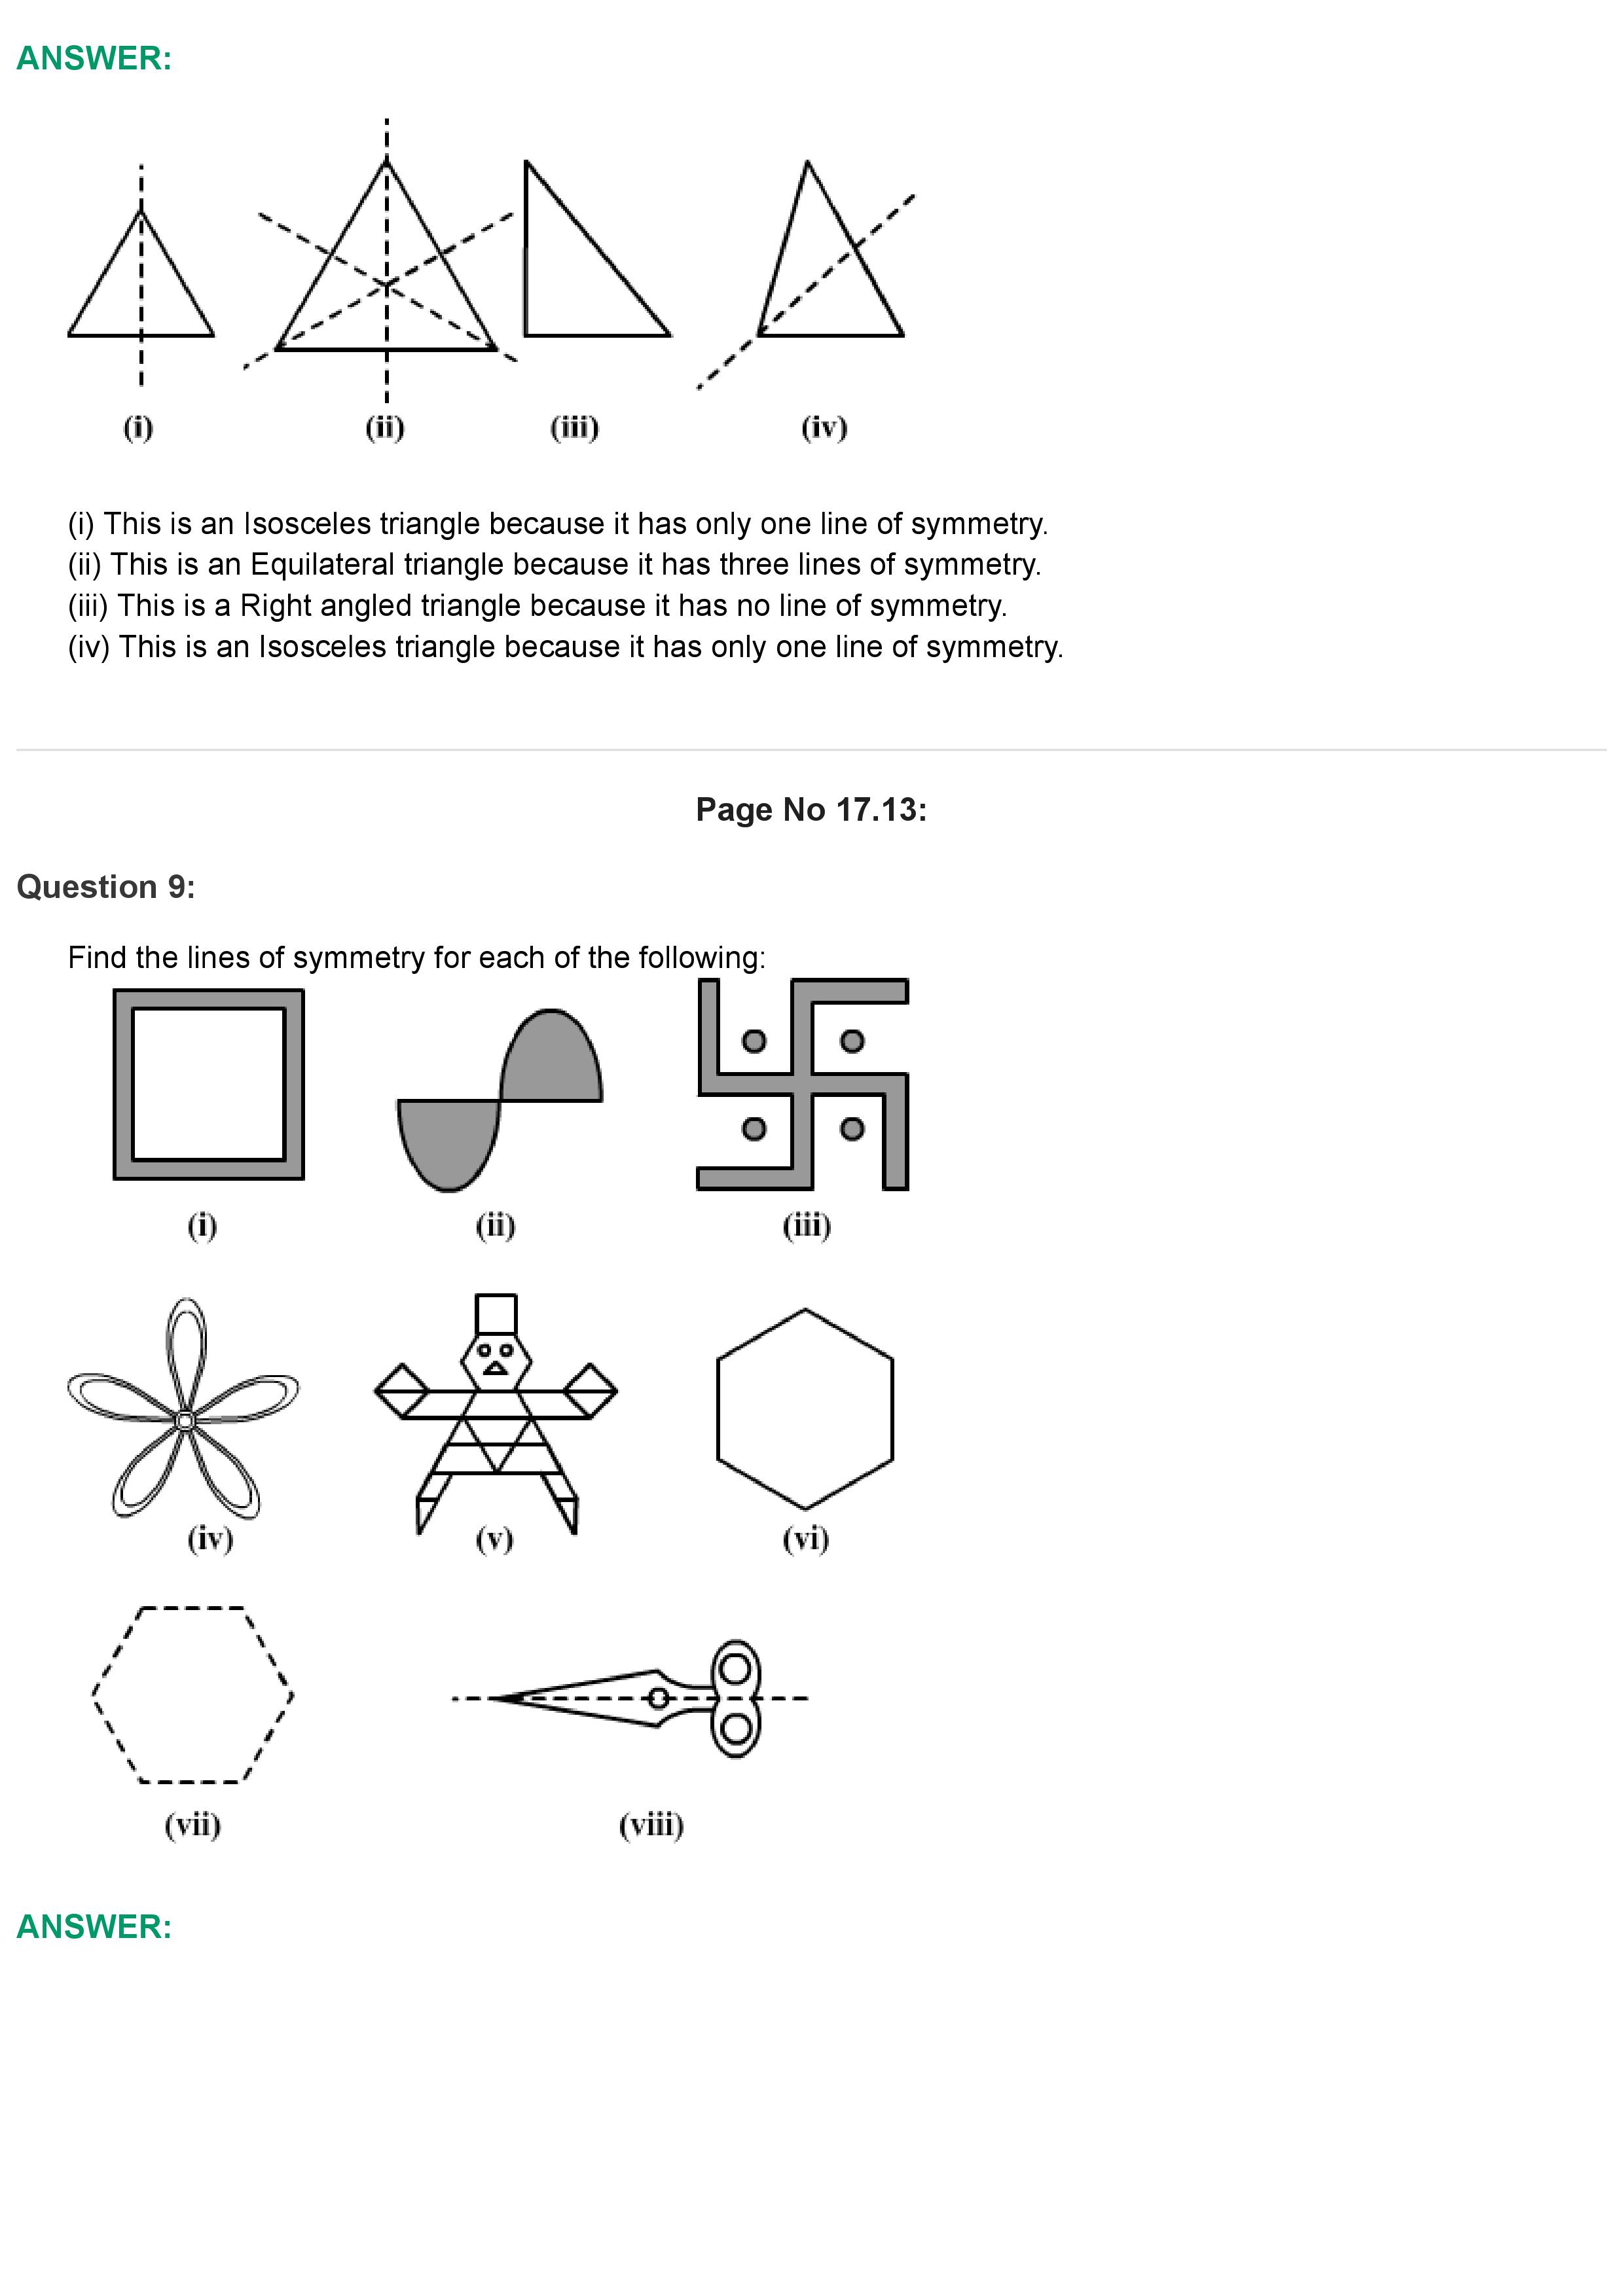 ANSWER:
(i) (ii) (iii) (iv)
(i) This is an Isosceles triangle because it has only one line of symmetry.
(ii) This is an Equilateral triangle because it has three lines of symmetry.
(iii) This is a Right angled triangle because it has no line of symmetry.
(iv) This is an Isosceles triangle because it has only one line of symmetry.
Page No 17.13:
Question 9:
Find the lines of symmetry for each of the following:
(i) (ii) (iii)
(iv) (v) (vi)
(vii) (viii)
ANSWER: